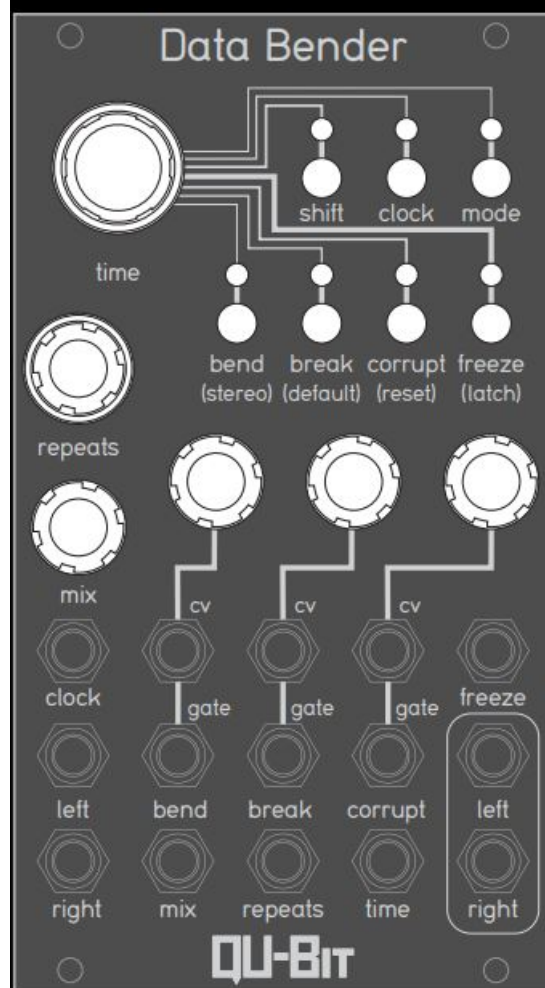 Data Bender
shift clock mode
time
bend break corrupt freeze
(stereo) (default) (reset) (latch)
repeats
mix
cv cv cv
clock freeze
gate gate gate
left bend break corrupt left
right mix repeats time right
QU-BIT